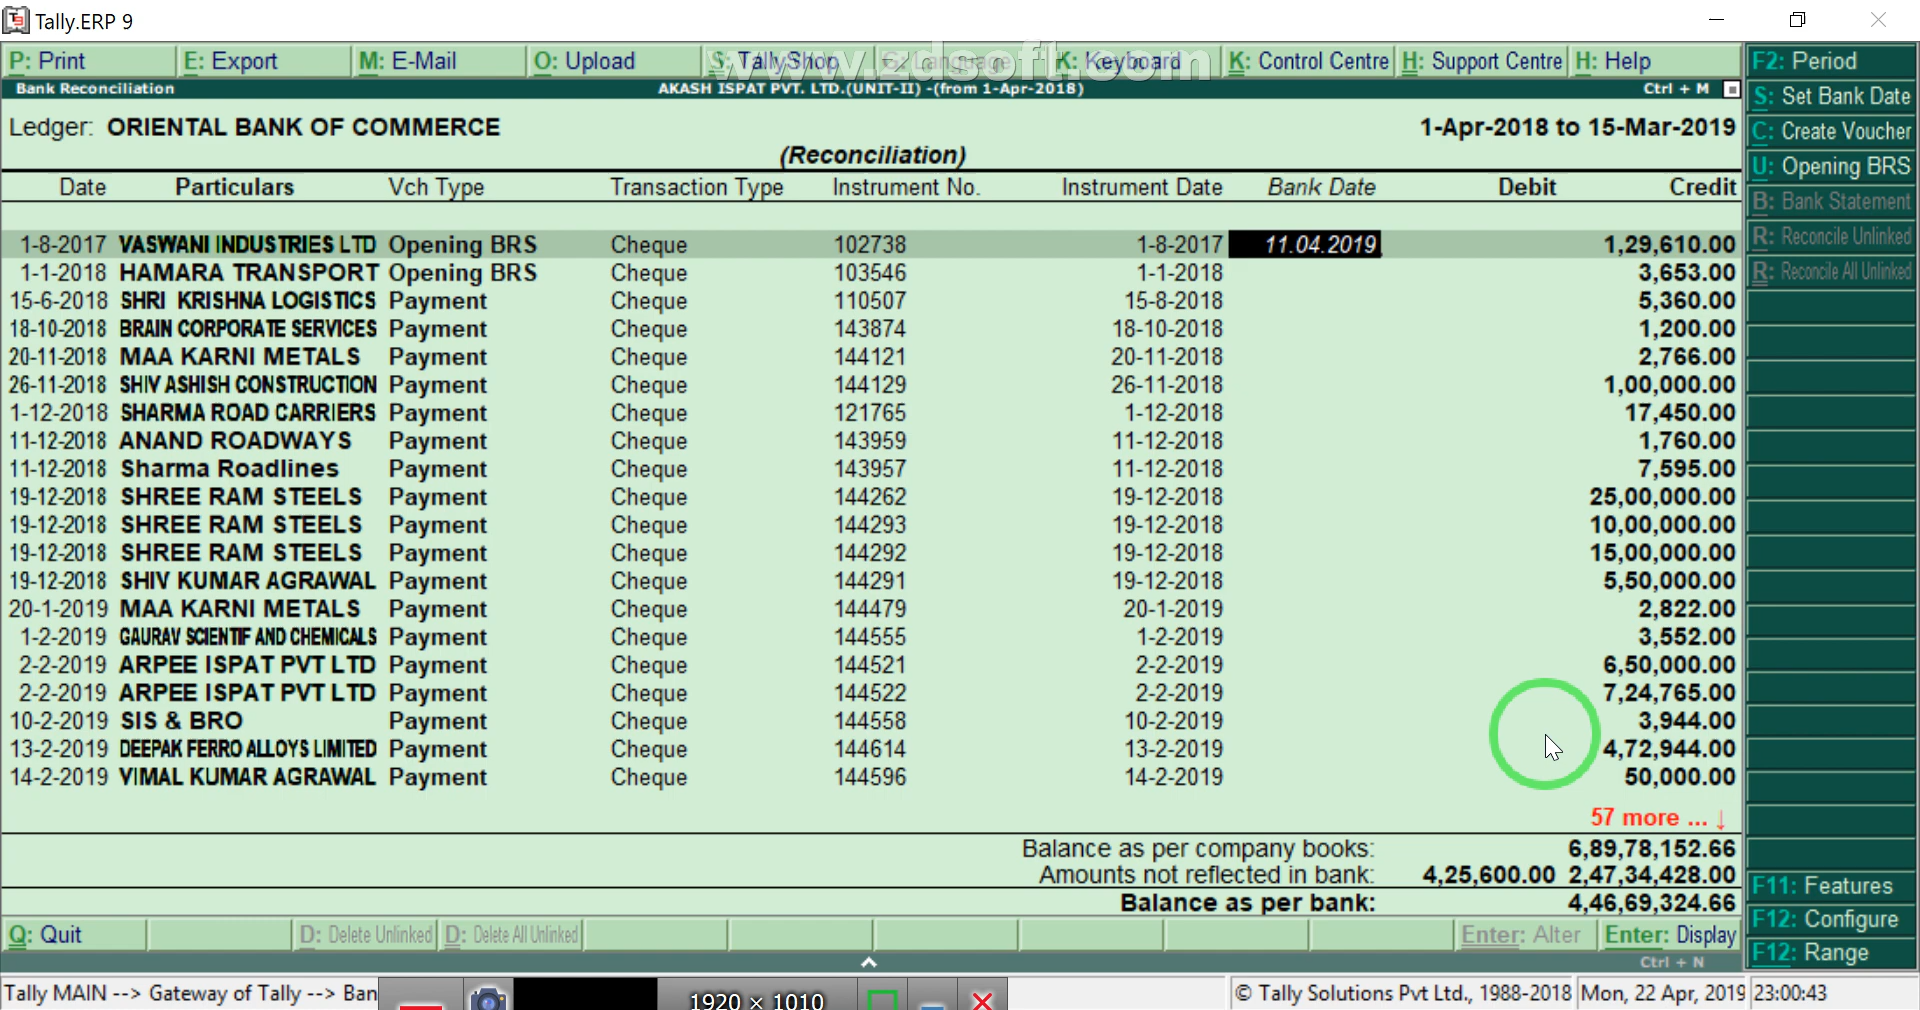 Tally.ERP 9
P: Print E: Export M: E-Mail O: Upload S: TallyShop G: Language K: Keyboard K: Control Centre H: Support Centre H: Help F2: Period
www.zdsoft.com
Bank Reconciliation AKASH ISPAT PVT. LTD.(UNIT-II) -(from 1-Apr-2018) Ctrl + M
S: Set Bank Date
Ledger: ORIENTAL BANK OF COMMERCE 1-Apr-2018 to 15-Mar-2019
C: Create Voucher
(Reconciliation)
U: Opening BRS
Date Particulars Vch Type Transaction Type Instrument No. Instrument Date Bank Date Debit Credit
B: Bank Statement
R: Reconcile Unlinked
R: Reconcile All Unlinked
1-8-2017 VASWANI INDUSTRIES LTD Opening BRS Cheque 102738 1-8-2017 11.04.2019 1,29,610.00
1-1-2018 HAMARA TRANSPORT Opening BRS Cheque 103546 1-1-2018 3,653.00
15-6-2018 SHRI KRISHNA LOGISTICS Payment Cheque 110507 15-8-2018 5,360.00
18-10-2018 BRAIN CORPORATE SERVICES Payment Cheque 143874 18-10-2018 1,200.00
20-11-2018 MAA KARNI METALS Payment Cheque 144121 20-11-2018 2,766.00
26-11-2018 SHIV ASHISH CONSTRUCTION Payment Cheque 144129 26-11-2018 1,00,000.00
1-12-2018 SHARMA ROAD CARRIERS Payment Cheque 121765 1-12-2018 17,450.00
11-12-2018 ANAND ROADWAYS Payment Cheque 143959 11-12-2018 1,760.00
11-12-2018 Sharma Roadlines Payment Cheque 143957 11-12-2018 7,595.00
19-12-2018 SHREE RAM STEELS Payment Cheque 144262 19-12-2018 25,00,000.00
19-12-2018 SHREE RAM STEELS Payment Cheque 144293 19-12-2018 10,00,000.00
19-12-2018 SHREE RAM STEELS Payment Cheque 144292 19-12-2018 15,00,000.00
19-12-2018 SHIV KUMAR AGRAWAL Payment Cheque 144291 19-12-2018 5,50,000.00
20-1-2019 MAA KARNI METALS Payment Cheque 144479 20-1-2019 2,822.00
1-2-2019 GAURAV SCIENTIF AND CHEMICALS Payment Cheque 144555 1-2-2019 3,552.00
2-2-2019 ARPEE ISPAT PVT LTD Payment Cheque 144521 2-2-2019 6,50,000.00
2-2-2019 ARPEE ISPAT PVT LTD Payment Cheque 144522 2-2-2019 7,24,765.00
10-2-2019 SIS & BRO Payment Cheque 144558 10-2-2019 3,944.00
13-2-2019 DEEPAK FERRO ALLOYS LIMITED Payment Cheque 144614 13-2-2019 4,72,944.00
14-2-2019 VIMAL KUMAR AGRAWAL Payment Cheque 144596 14-2-2019 50,000.00
57 more ... ↓
Balance as per company books: 6,89,78,152.66
Amounts not reflected in bank: 4,25,600.00 2,47,34,428.00
F11: Features
Balance as per bank: 4,46,69,324.66
F12: Configure
Q: Quit D: Delete Unlinked D: Delete All Unlinked Enter: Alter Enter: Display
F12: Range
Ctrl + N
Tally MAIN --> Gateway of Tally --> Ban 1920 × 1010 © Tally Solutions Pvt Ltd., 1988-2018 Mon, 22 Apr, 2019 23:00:43